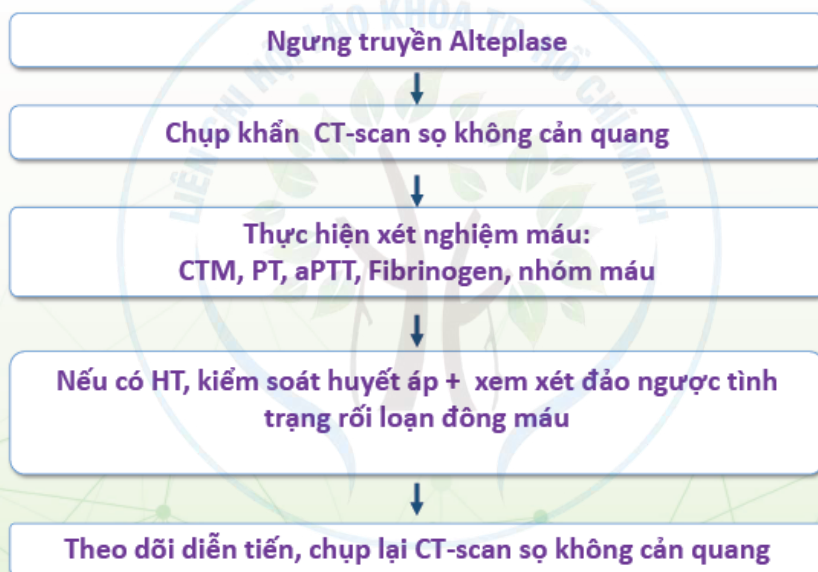 Ngưng truyền Alteplase
Chụp khẩn CT-scan sọ không cản quang
Thực hiện xét nghiệm máu:
CTM, PT, aPTT, Fibrinogen, nhóm máu
Nếu có HT, kiểm soát huyết áp + xem xét đảo ngược tình
trạng rối loạn đông máu
Theo dõi diễn tiến, chụp lại CT-scan sọ không cản quang